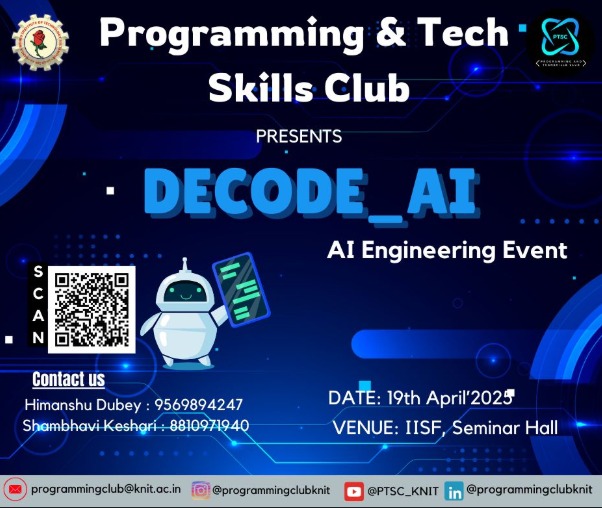 Programming & Tech
Skills Club
PTSC
PRESENTS
DECODE_AI
AI Engineering Event
SCAN
Contact us
Himanshu Dubey : 9569894247
Shambhavi Keshari : 8810971940
DATE: 19th April'2025
VENUE: IISF, Seminar Hall
programmingclub@knit.ac.in
@programmingclubknit
@PTSC_KNIT
@programmingclubknit